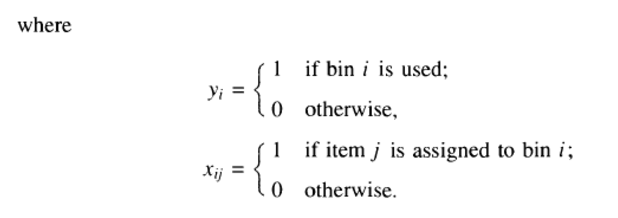 where
y_i = { 1 if bin i is used;
0 otherwise,
x_ij = { 1 if item j is assigned to bin i;
0 otherwise.